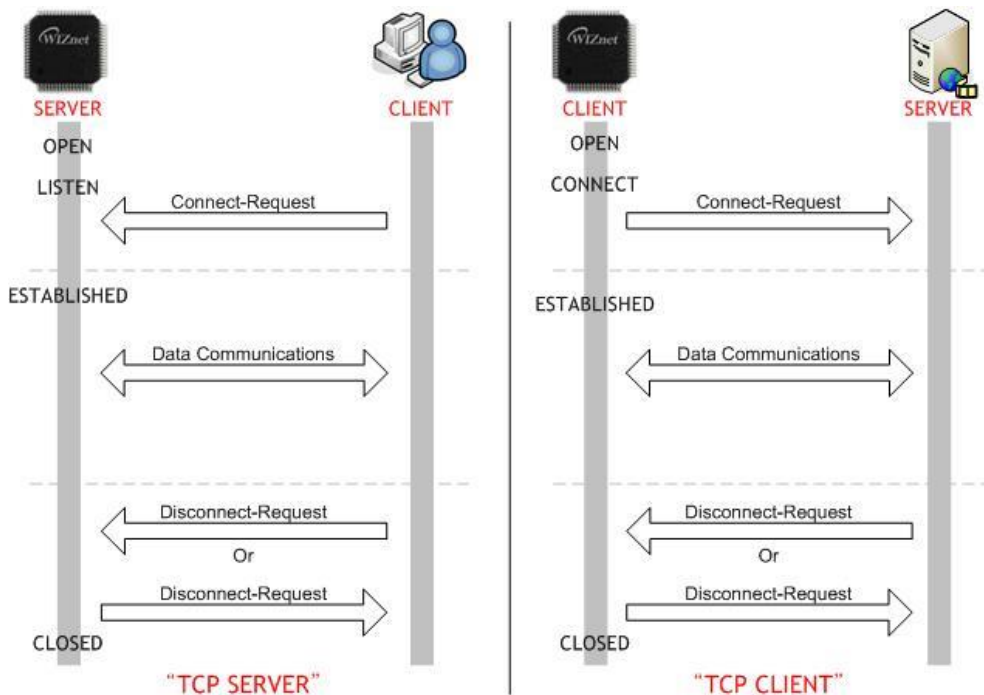 WIZnet
SERVER
CLIENT
OPEN
LISTEN
Connect-Request
ESTABLISHED
Data Communications
Disconnect-Request
Or
Disconnect-Request
CLOSED
“TCP SERVER”
WIZnet
CLIENT
SERVER
OPEN
CONNECT
Connect-Request
ESTABLISHED
Data Communications
Disconnect-Request
Or
Disconnect-Request
CLOSED
“TCP CLIENT”